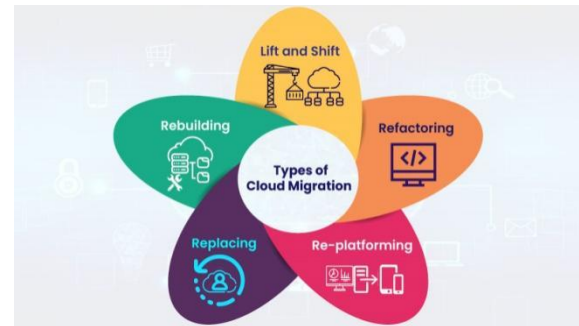 Lift and Shift
Rebuilding
Refactoring
</>
Types of
Cloud Migration
Replacing
Re-platforming